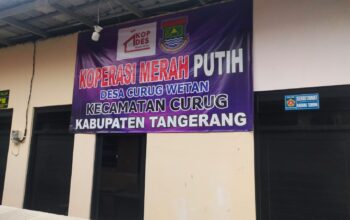 KOP
DES
KOPERASI MERAH PUTIH
DESA CURUG WETAN
KECAMATAN CURUG
KABUPATEN TANGERANG